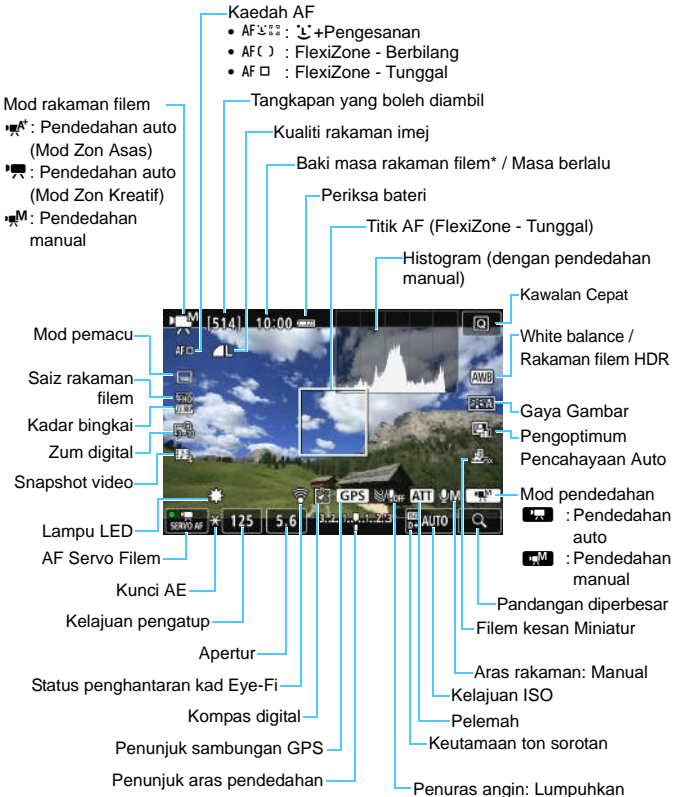 Kaedah AF
• AF : +Pengesanan
• AF( ) : FlexiZone - Berbilang
• AF □ : FlexiZone - Tunggal
Mod rakaman filem
A+: Pendedahan auto
(Mod Zon Asas)
: Pendedahan auto
(Mod Zon Kreatif)
M: Pendedahan
manual
Tangkapan yang boleh diambil
Kualiti rakaman imej
Baki masa rakaman filem* / Masa berlalu
Periksa bateri
Titik AF (FlexiZone - Tunggal)
Histogram (dengan pendedahan
manual)
Kawalan Cepat
White balance /
Rakaman filem HDR
Gaya Gambar
Pengoptimum
Pencahayaan Auto
Mod pendedahan
: Pendedahan
auto
M : Pendedahan
manual
Pandangan diperbesar
Filem kesan Miniatur
Aras rakaman: Manual
Kelajuan ISO
Pelemah
Keutamaan ton sorotan
Penuras angin: Lumpuhkan
Mod pemacu
Saiz rakaman
filem
Kadar bingkai
Zum digital
Snapshot video
Lampu LED
AF Servo Filem
Kunci AE
Kelajuan pengatup
Apertur
Status penghantaran kad Eye-Fi
Kompas digital
Penunjuk sambungan GPS
Penunjuk aras pendedahan
M [514] 10:00 Q
AF□ L
AWB
GPS OFF ATT M M
SERVO AF * 125 5.6 ISO D+ AUTO